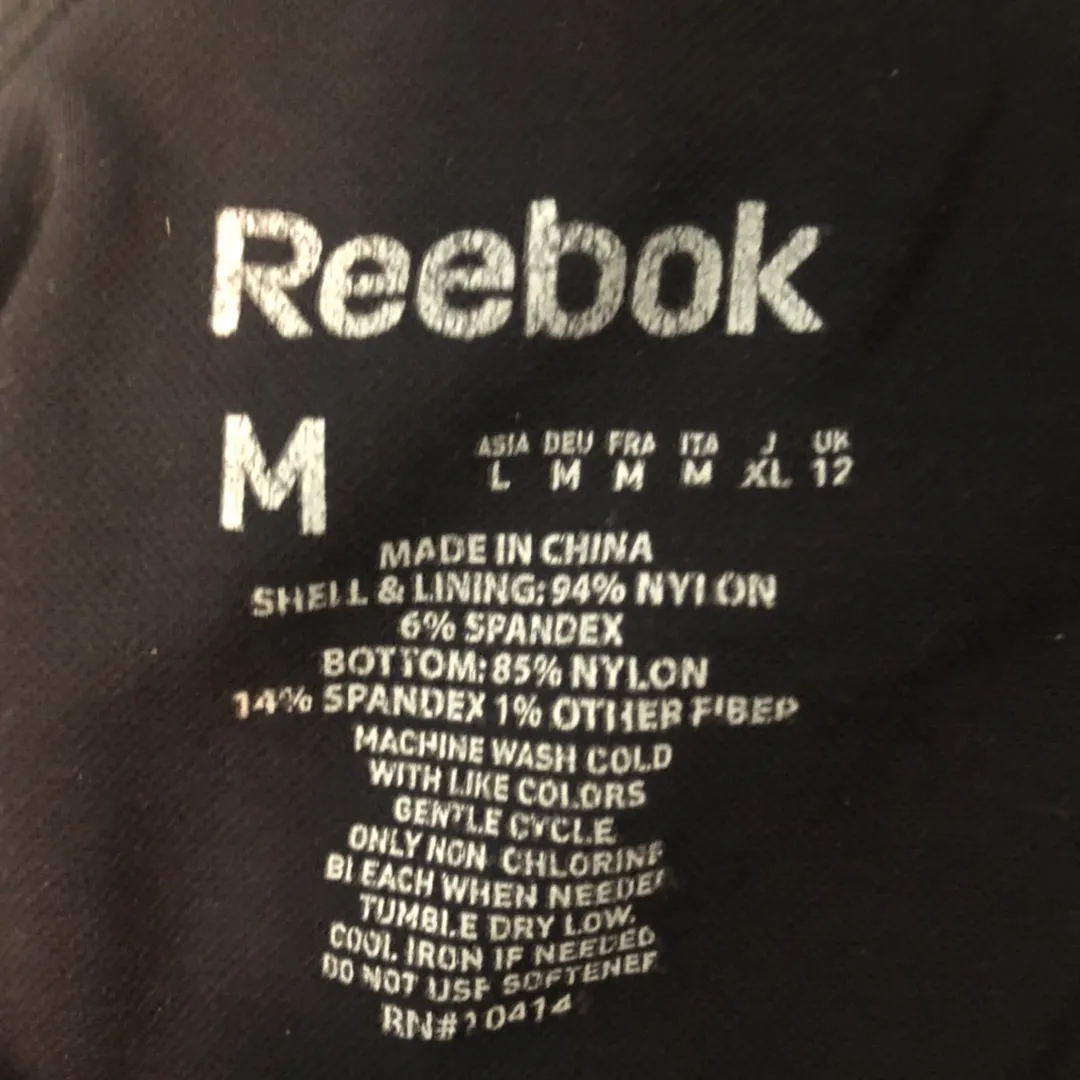 Reebok
M
ASIA DEU FRA ITA J UK
L M M M XL 12
MADE IN CHINA
SHELL & LINING: 94% NYLON
6% SPANDEX
BOTTOM: 85% NYLON
14% SPANDEX 1% OTHER FIBER
MACHINE WASH COLD
WITH LIKE COLORS
GENTLE CYCLE
ONLY NON CHLORINE
BLEACH WHEN NEEDED
TUMBLE DRY LOW.
COOL IRON IF NEEDED
DO NOT USE SOFTENER